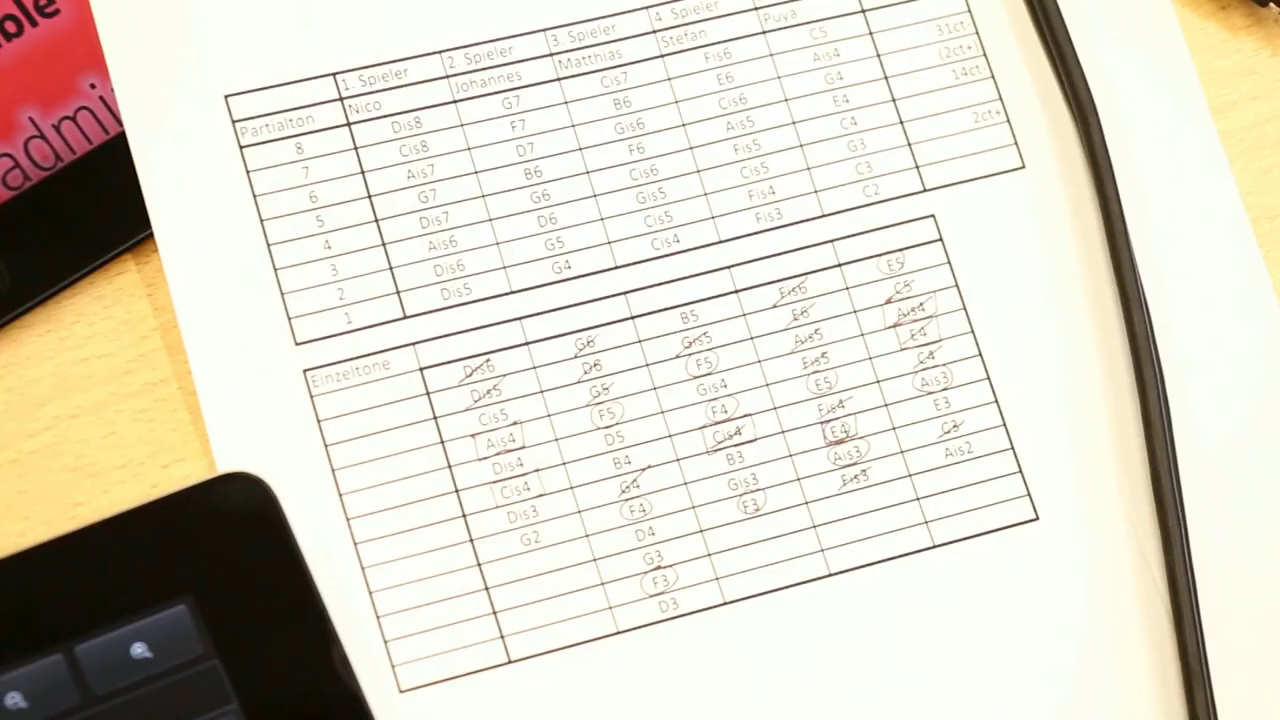 1. Spieler 2. Spieler 3. Spieler 4. Spieler
Nico Johannes Matthias Stefan Puya
Partialton
8 Dis8 G7 Cis7 Fis6 C5
7 Cis8 F7 B6 E6 Ais4 31ct-
6 Ais7 D7 Gis6 Cis6 G4 (2ct+)
5 G7 B6 F6 Ais5 E4 14ct-
4 Dis7 G6 Cis6 Fis5 C4
3 Ais6 D6 Gis5 Cis5 G3 2ct+
2 Dis6 G5 Cis5 Fis4 C3
1 Dis5 G4 Cis4 Fis3 C2
Einzeltone
Dis6 G6 B5 Fis6 E5
Dis5 D6 Gis5 E6 C5
Cis5 G5 F5 Ais5 Ais4
Ais4 F5 Gis4 Fis5 E4
Dis4 D5 F4 E5 C4
Cis4 B4 Cis4 Fis4 Ais3
Dis3 G4 B3 E4 E3
G2 F4 Gis3 Ais3 C3
D4 F3 Fis3 Ais2
G3
F3
D3
ble
admi